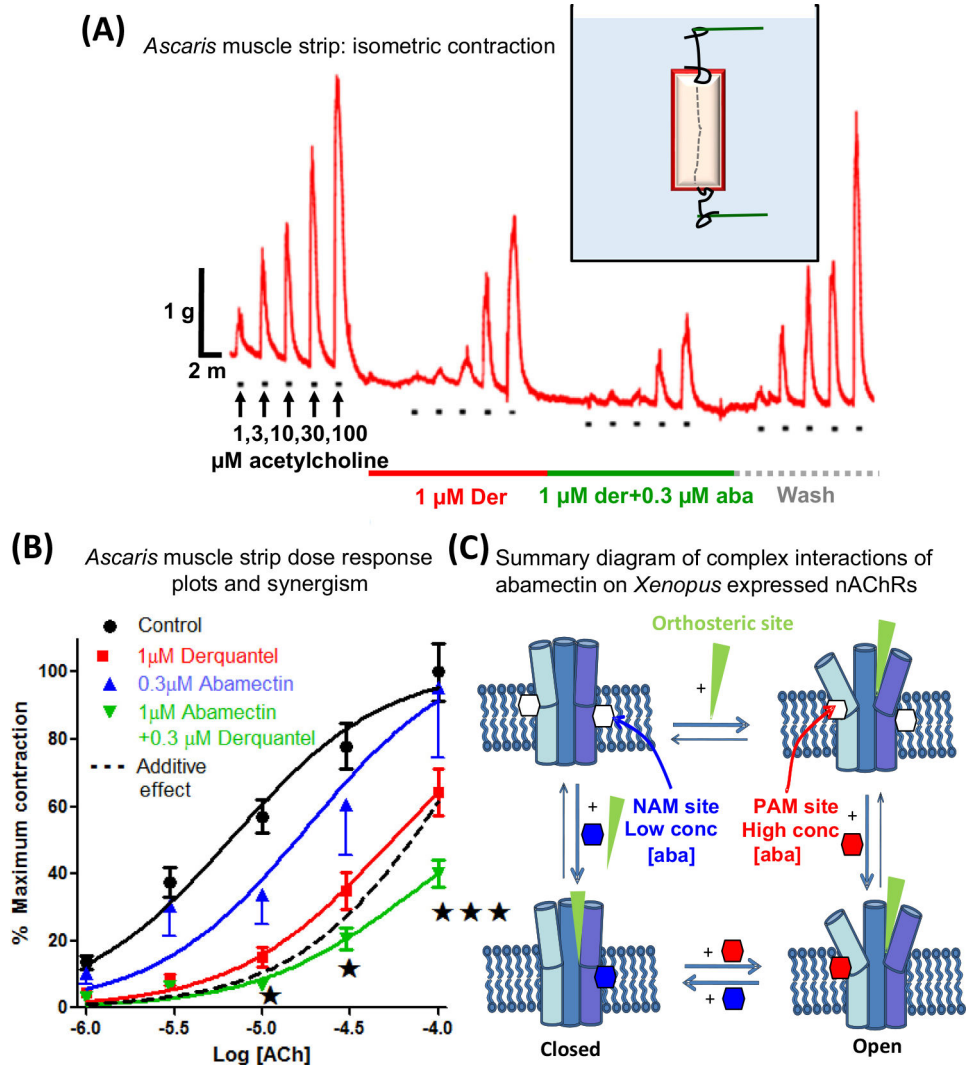 (A)
Ascaris muscle strip: isometric contraction
1 g
2 m
1,3,10,30,100
µM acetylcholine
1 µM Der
1 µM der+0.3 µM aba
Wash
(B)
Ascaris muscle strip dose response
plots and synergism
Control
1µM Derquantel
0.3µM Abamectin
1µM Abamectin
+0.3 µM Derquantel
Additive
effect
% Maximum contraction
100
80
60
40
20
0
-6.0
-5.5
-5.0
-4.5
-4.0
Log [ACh]
(C)
Summary diagram of complex interactions of
abamectin on Xenopus expressed nAChRs
Orthosteric site
+
NAM site
Low conc
[aba]
PAM site
High conc
[aba]
+
+
+
+
Closed
Open